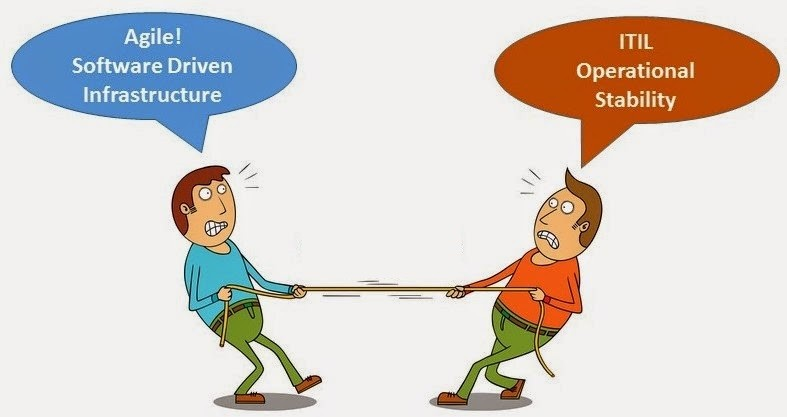 Agile!
Software Driven
Infrastructure
ITIL
Operational
Stability